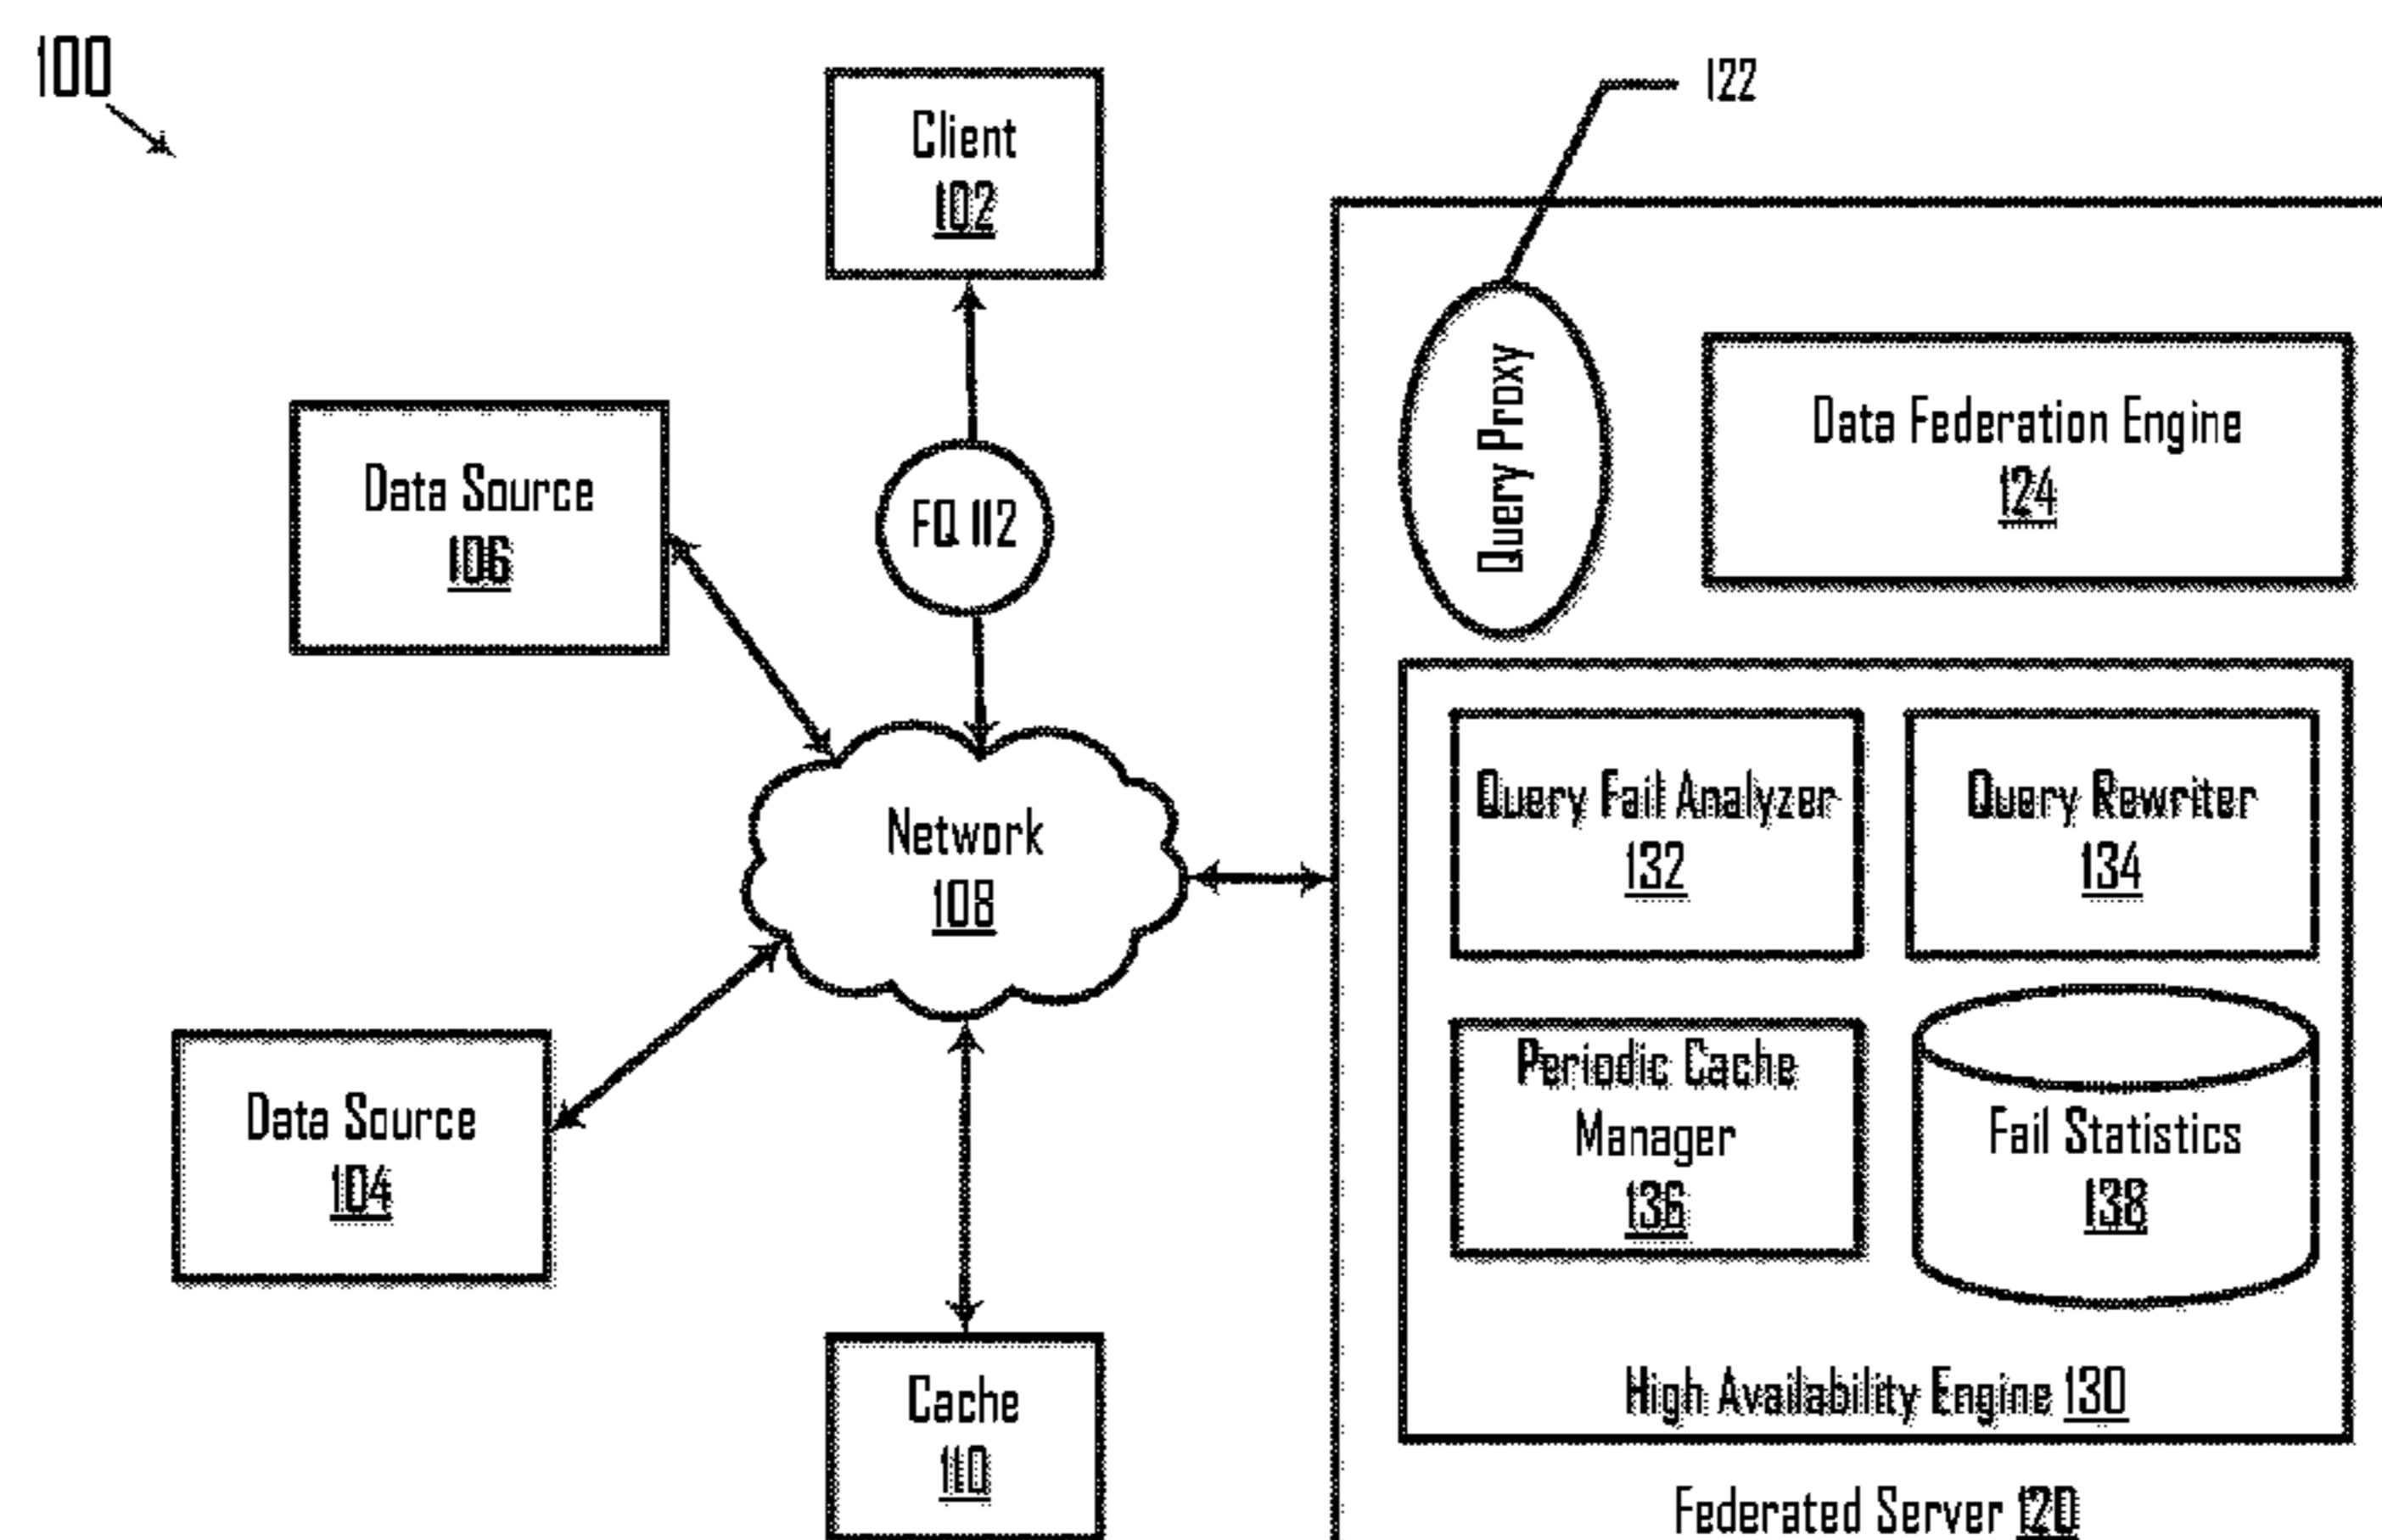 100
122
Client
102
Data Source
106
FQ 112
Query Proxy
Data Federation Engine
124
Network
108
Query Fail Analyzer
132
Query Rewriter
134
Data Source
104
Periodic Cache
Manager
136
Fail Statistics
138
Cache
110
High Availability Engine 130
Federated Server 120